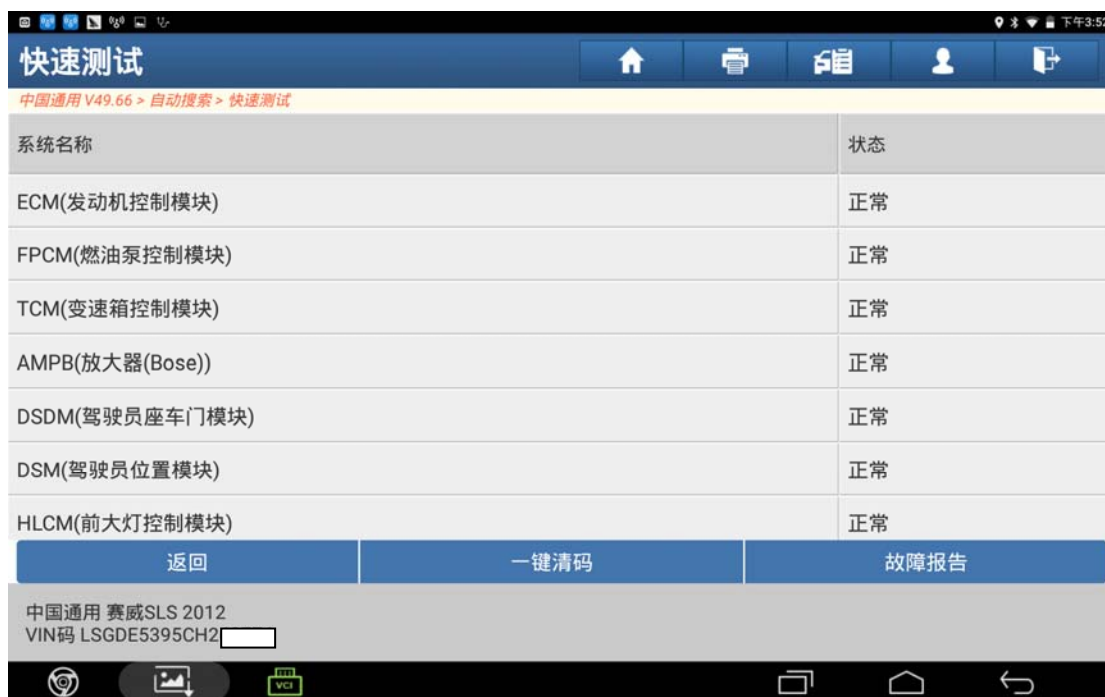 下午3:52
快速测试
中国通用 V49.66 > 自动搜索 > 快速测试
系统名称 状态
ECM(发动机控制模块) 正常
FPCM(燃油泵控制模块) 正常
TCM(变速箱控制模块) 正常
AMPB(放大器(Bose)) 正常
DSDM(驾驶员座车门模块) 正常
DSM(驾驶员位置模块) 正常
HLCM(前大灯控制模块) 正常
返回 一键清码 故障报告
中国通用 赛威SLS 2012
VIN码 LSGDE5395CH2
VCI